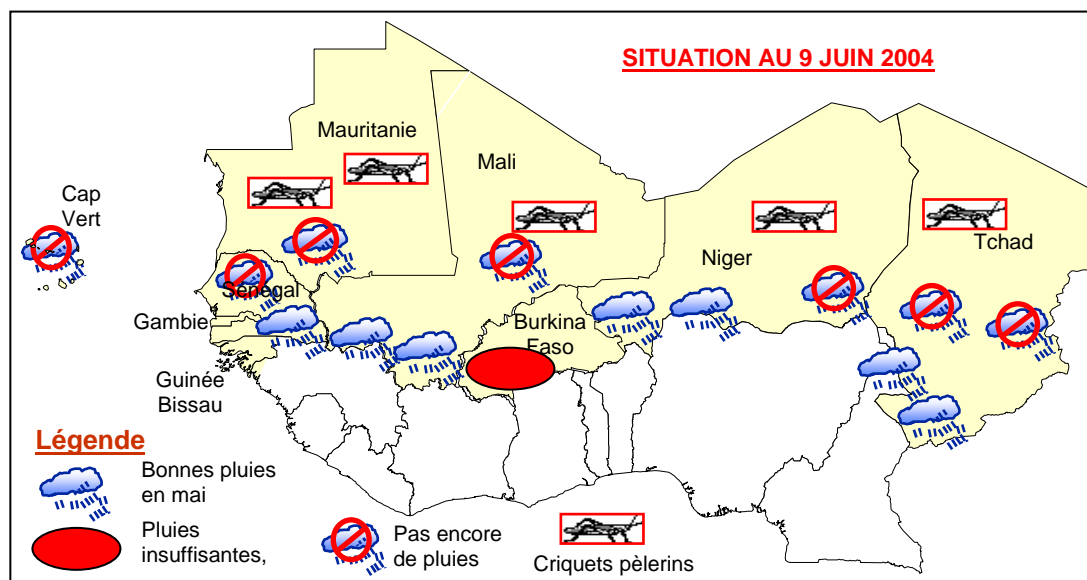 SITUATION AU 9 JUIN 2004
Mauritanie
Mali
Cap
Vert
Tchad
Niger
Sénégal
Gambie
Burkina
Faso
Guinée
Bissau
Légende
Bonnes pluies
en mai
Pluies
insuffisantes,
Pas encore
de pluies
Criquets pèlerins